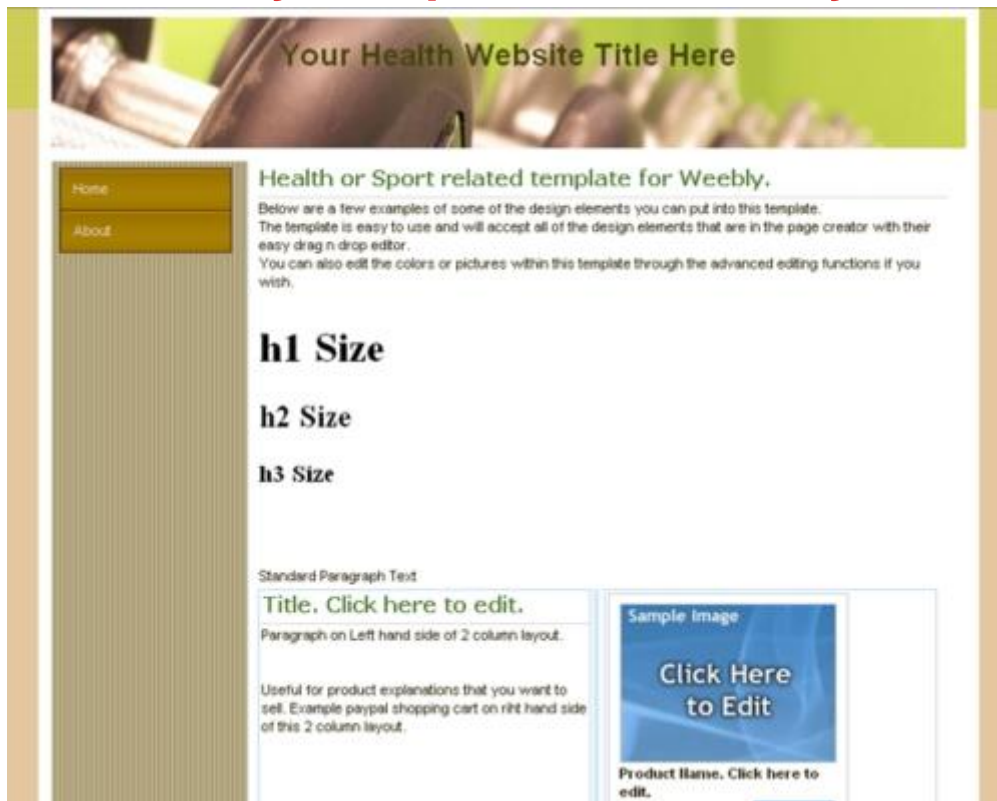 Your Health Website Title Here
Home
About
Health or Sport related template for Weebly.
Below are a few examples of some of the design elements you can put into this template.
The template is easy to use and will accept all of the design elements that are in the page creator with their
easy drag n drop editor.
You can also edit the colors or pictures within this template through the advanced editing functions if you
wish.
h1 Size
h2 Size
h3 Size
Standard Paragraph Text
Title. Click here to edit.
Paragraph on Left hand side of 2 column layout.
Useful for product explanations that you want to
sell. Example paypal shopping cart on riht hand side
of this 2 column layout.
Sample Image
Click Here
to Edit
Product Name. Click here to
edit.